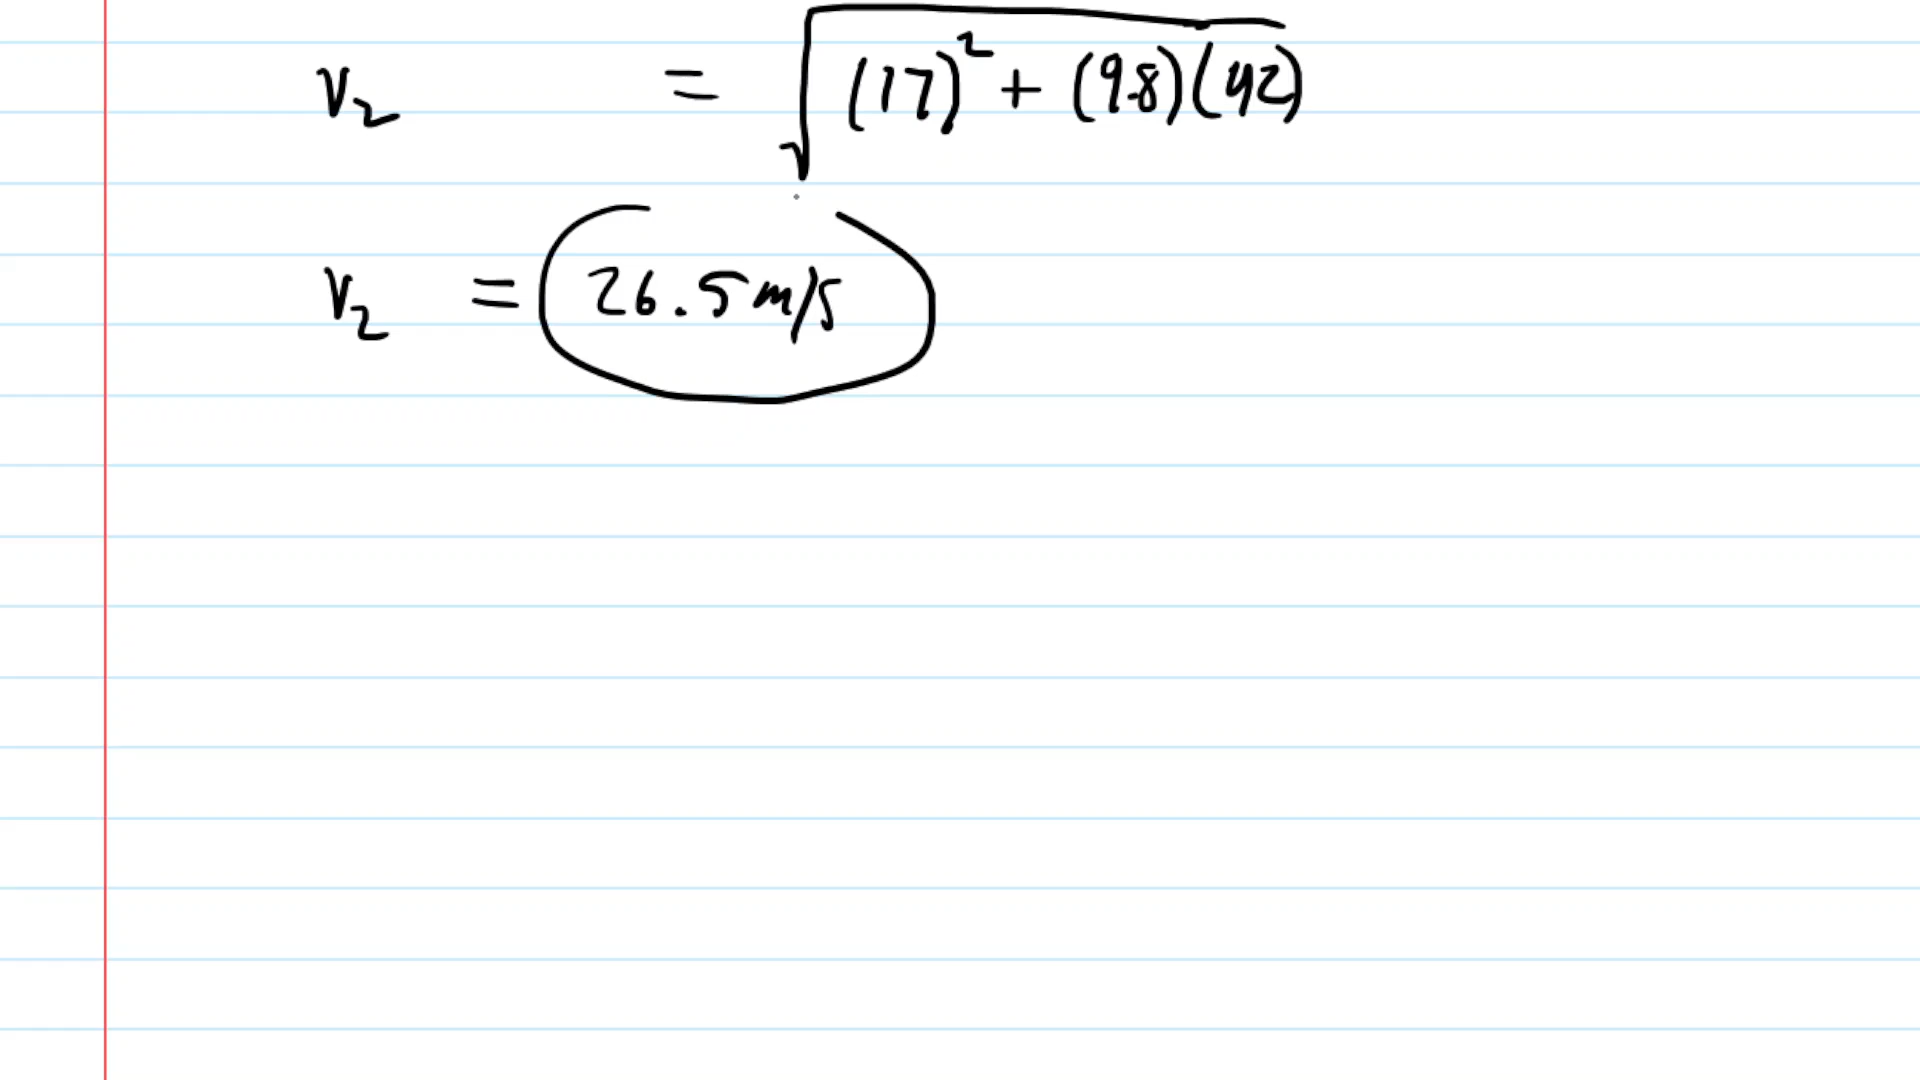 v₂ = √(17)² + (9.8)(42)
v₂ = 26.5 m/s